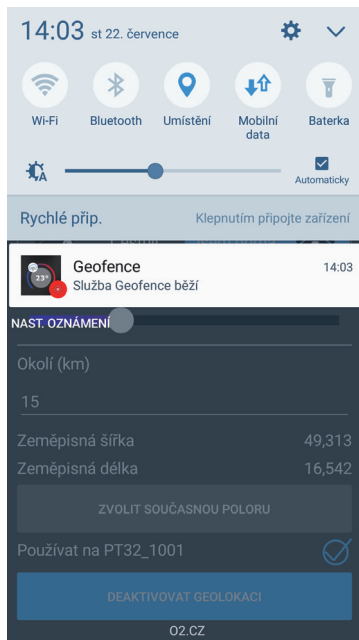 14:03 st 22. července
Wi-Fi Bluetooth Umístění Mobilní data Baterka
A
Automaticky
Rychlé přip. Klepnutím připojte zařízení
Geofence 14:03
23°
Služba Geofence běží
NAST. OZNÁMENÍ
Okolí (km)
15
Zeměpisná šířka 49,313
Zeměpisná délka 16,542
ZVOLIT SOUČASNOU POLORU
Používat na PT32_1001
DEAKTIVOVAT GEOLOKACI
O2.CZ